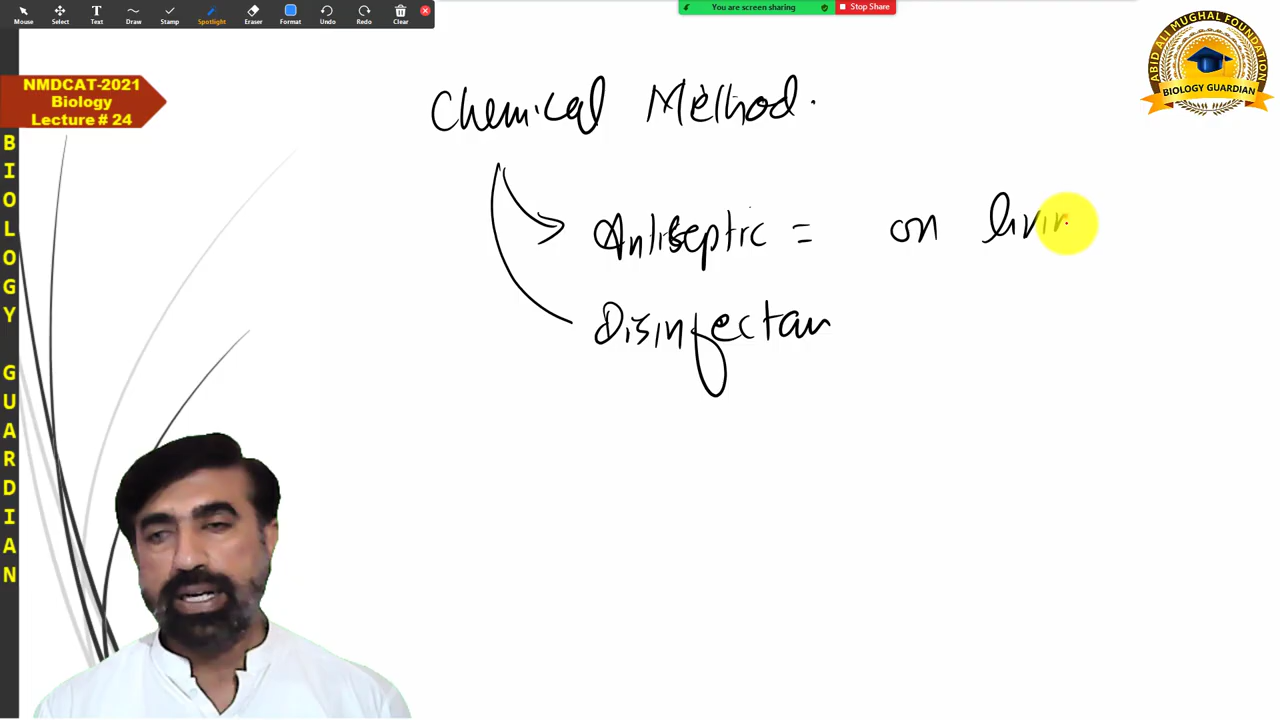 Mouse Select Text Draw Stamp Spotlight Eraser Format Undo Redo Clear
You are screen sharing Stop Share
NMDCAT-2021
Biology
Lecture # 24
BIOLOGY GUARDIAN
ABID ALI MUGHAL FOUNDATION
BIOLOGY GUARDIAN
Chemical Method.
Antiseptic = on livin
Disinfectan